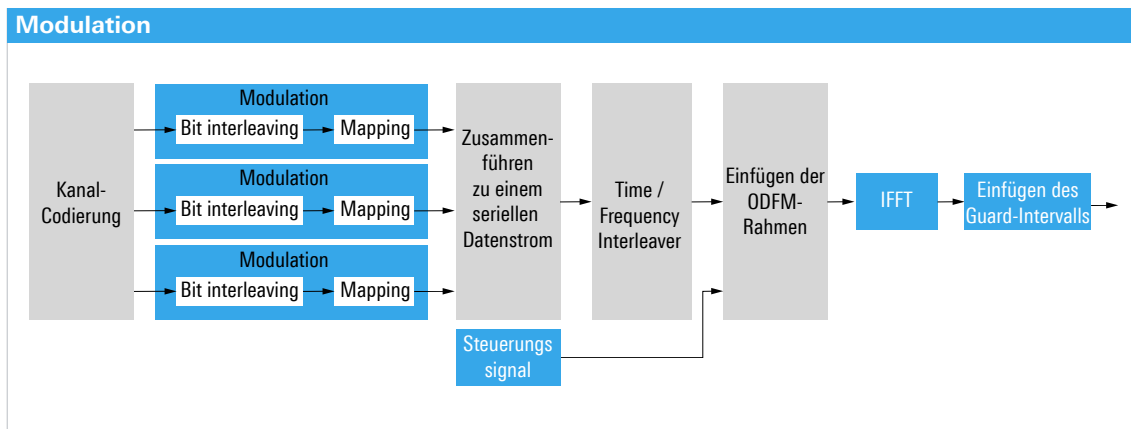 Modulation
Kanal-
Codierung
Modulation
Bit interleaving
Mapping
Modulation
Bit interleaving
Mapping
Modulation
Bit interleaving
Mapping
Zusammen-
führen
zu einem
seriellen
Datenstrom
Steuerungs
signal
Time /
Frequency
Interleaver
Einfügen der
ODFM-
Rahmen
IFFT
Einfügen des
Guard-Intervalls